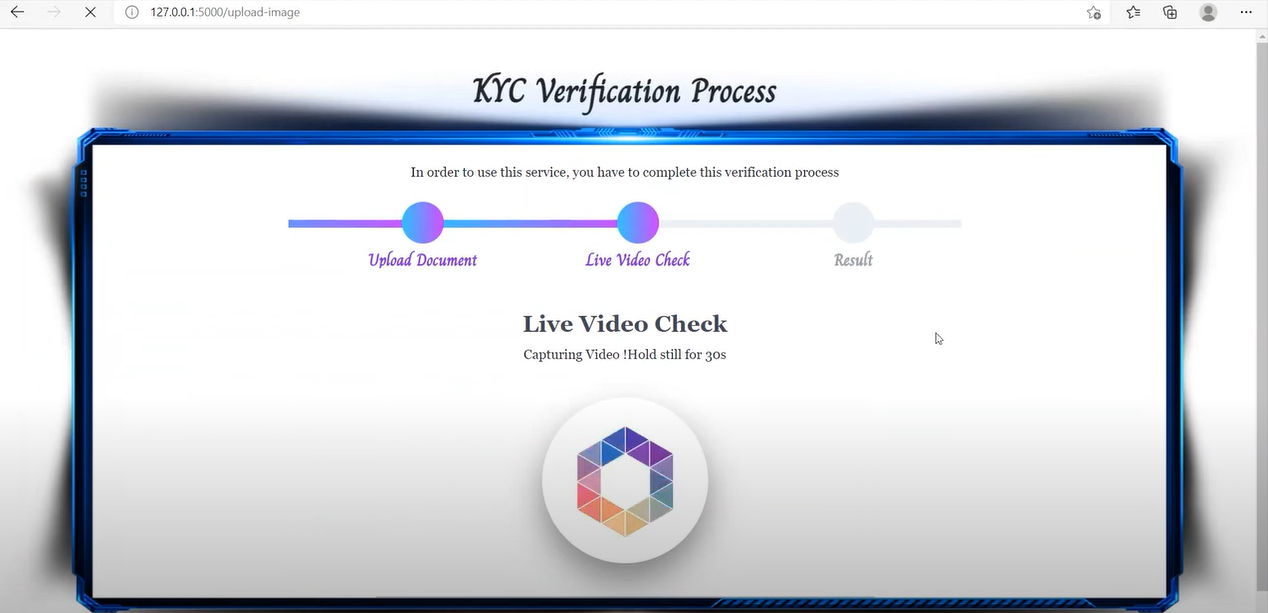 127.0.0.1:5000/upload-image
KYC Verification Process
In order to use this service, you have to complete this verification process
Upload Document
Live Video Check
Result
Live Video Check
Capturing Video !Hold still for 30s